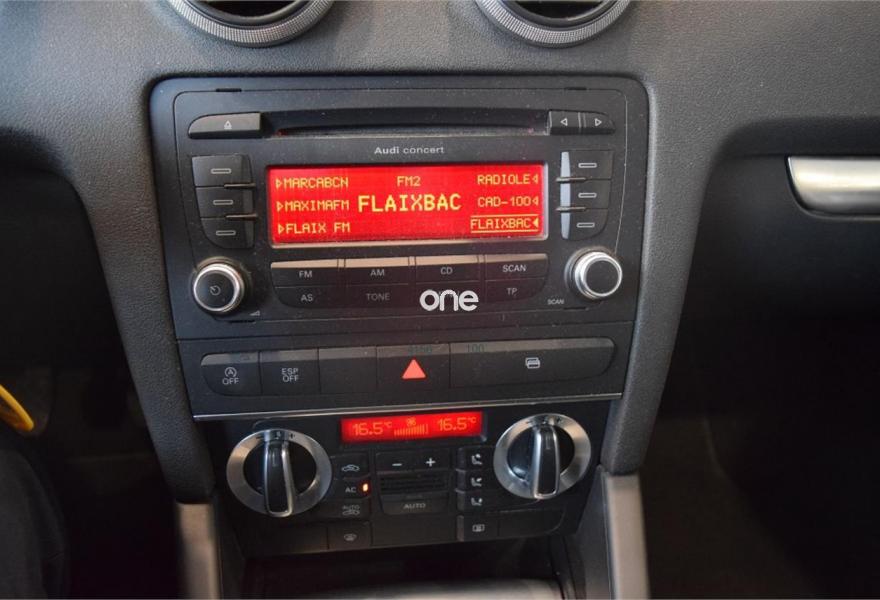 Audi concert
▷MARCABCN FM2 RADIOLE◁
▷MAXIMAFM FLAIXBAC CAD-100◁
▷FLAIX FM FLAIXBAC◀
FM AM CD SCAN
AS TONE TP
SCAN
one
A OFF
ESP OFF
16.5°C 16.5°C
- +
AC
AUTO
AUTO